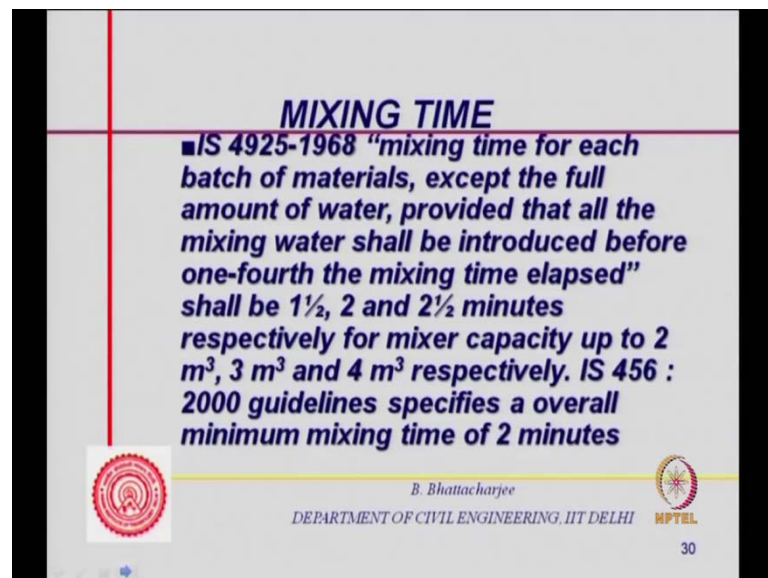 MIXING TIME
■IS 4925-1968 “mixing time for each
batch of materials, except the full
amount of water, provided that all the
mixing water shall be introduced before
one-fourth the mixing time elapsed”
shall be 1½, 2 and 2½ minutes
respectively for mixer capacity up to 2
m³, 3 m³ and 4 m³ respectively. IS 456 :
2000 guidelines specifies a overall
minimum mixing time of 2 minutes
B. Bhattacharjee
DEPARTMENT OF CIVIL ENGINEERING, IIT DELHI
NPTEL
30